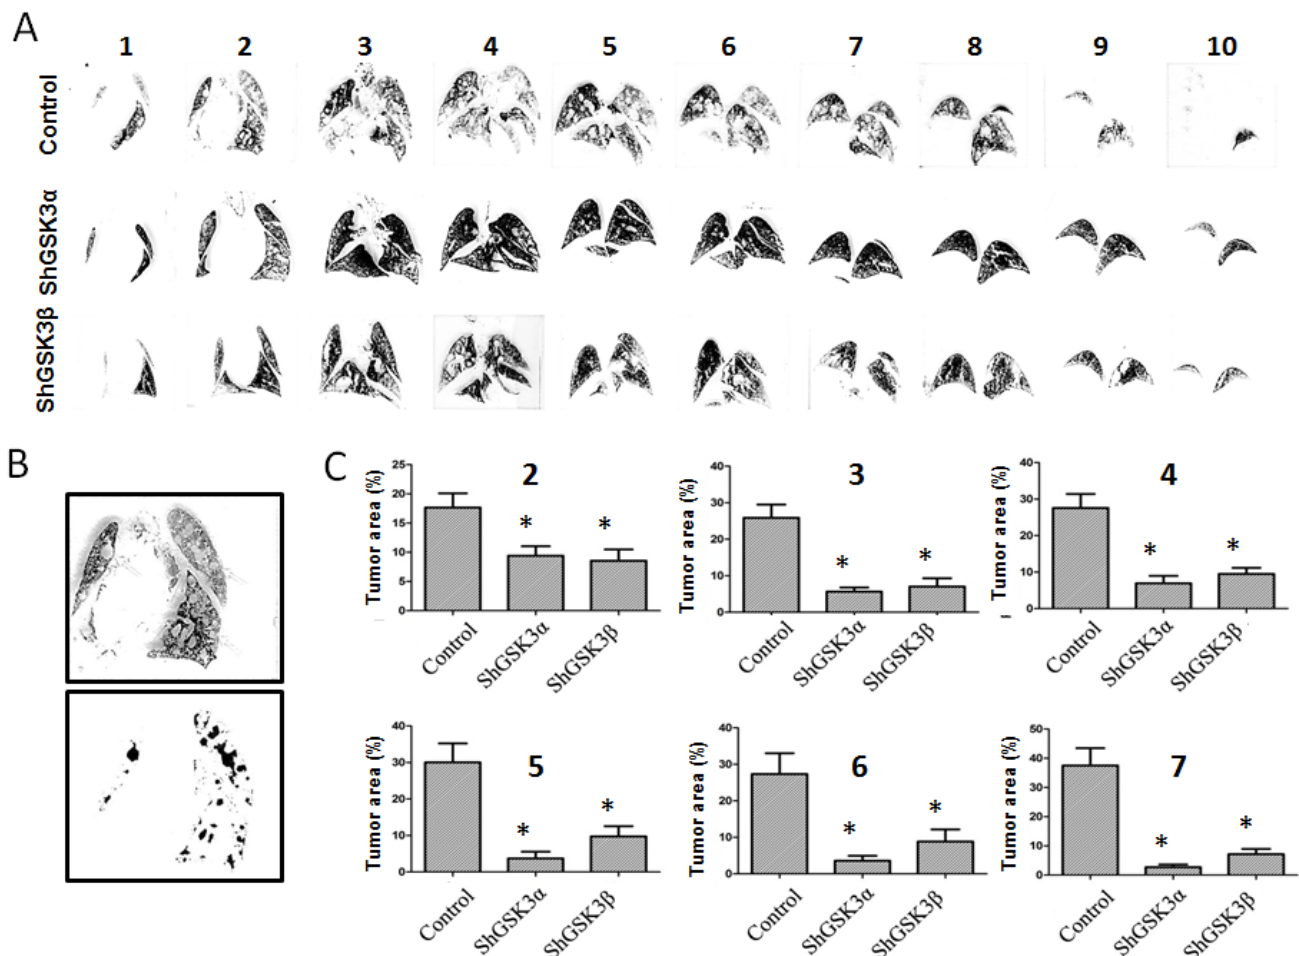 A
1 2 3 4 5 6 7 8 9 10
Control
ShGSK3α
ShGSK3β
B
C
2
Tumor area (%)
25
20
15
10
5
0
*
*
Control
ShGSK3α
ShGSK3β
3
Tumor area (%)
40
30
20
10
0
*
*
Control
ShGSK3α
ShGSK3β
4
Tumor area (%)
40
30
20
10
0
*
*
Control
ShGSK3α
ShGSK3β
5
Tumor area (%)
40
30
20
10
0
*
*
Control
ShGSK3α
ShGSK3β
6
Tumor area (%)
40
30
20
10
0
*
*
Control
ShGSK3α
ShGSK3β
7
Tumor area (%)
50
40
30
20
10
0
*
*
Control
ShGSK3α
ShGSK3β